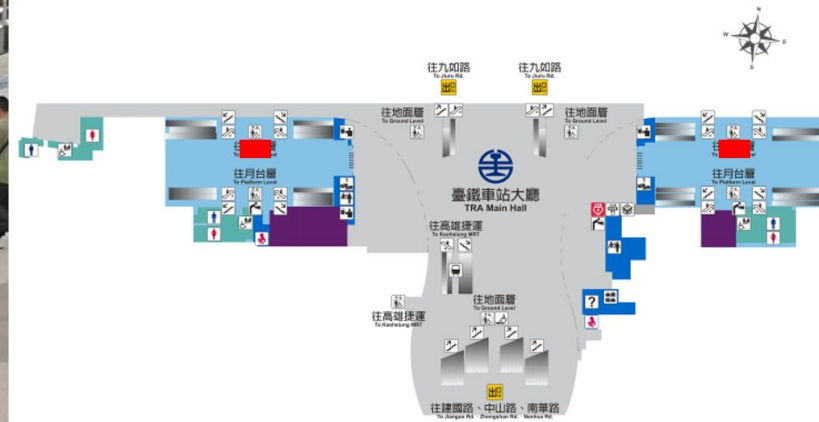 N
W
E
S
往九如路
To Jiuru Rd.
往九如路
To Jiuru Rd.
出口
出口
往地面層
To Ground Level
往地面層
To Ground Level
往月台層
To Platform Level
往月台層
To Platform Level
臺鐵車站大廳
TRA Main Hall
往高雄捷運
To Kaohsiung MRT
往地面層
To Ground Level
往高雄捷運
To Kaohsiung MRT
?
出口
往建國路、中山路、南華路
To Jianguo Rd. Zhongshan Rd. Nanhua Rd.